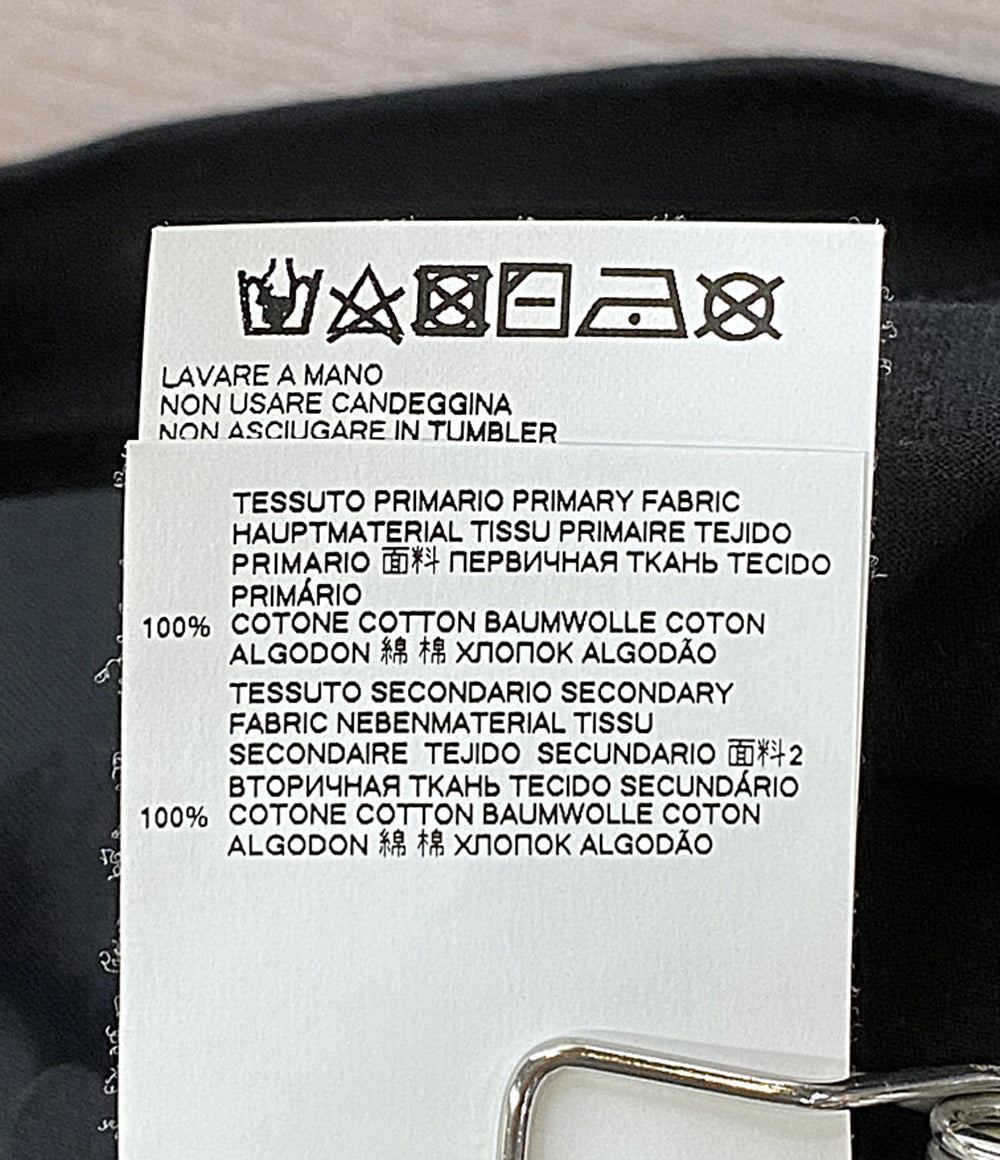 LAVARE A MANO
NON USARE CANDEGGINA
NON ASCIUGARE IN TUMBLER
TESSUTO PRIMARIO PRIMARY FABRIC
HAUPTMATERIAL TISSU PRIMAIRE TEJIDO
PRIMARIO 面料 ПЕРВИЧНАЯ ТКАНЬ TECIDO
PRIMÁRIO
100% COTONE COTTON BAUMWOLLE COTON
ALGODON 綿 棉 ХЛОПОК ALGODÃO
TESSUTO SECONDARIO SECONDARY
FABRIC NEBENMATERIAL TISSU
SECONDAIRE TEJIDO SECUNDARIO 面料2
ВТОРИЧНАЯ ТКАНЬ TECIDO SECUNDÁRIO
100% COTONE COTTON BAUMWOLLE COTON
ALGODON 綿 棉 ХЛОПОК ALGODÃO